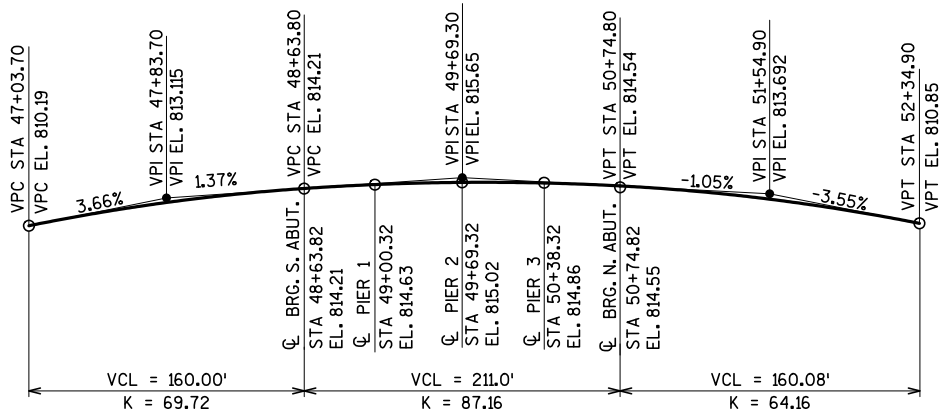 VPC STA 47+03.70
VPC EL. 810.19
VPI STA 47+83.70
VPI EL. 813.115
VPC STA 48+63.80
VPC EL. 814.21
VPI STA 49+69.30
VPI EL. 815.65
VPT STA 50+74.80
VPT EL. 814.54
VPI STA 51+54.90
VPI EL. 813.692
VPT STA 52+34.90
VPT EL. 810.85
3.66%
1.37%
-1.05%
-3.55%
℄ BRG. S. ABUT.
STA 48+63.82
EL. 814.21
℄ PIER 1
STA 49+00.32
EL. 814.63
℄ PIER 2
STA 49+69.32
EL. 815.02
℄ PIER 3
STA 50+38.32
EL. 814.86
℄ BRG. N. ABUT.
STA 50+74.82
EL. 814.55
VCL = 160.00'
K = 69.72
VCL = 211.0'
K = 87.16
VCL = 160.08'
K = 64.16